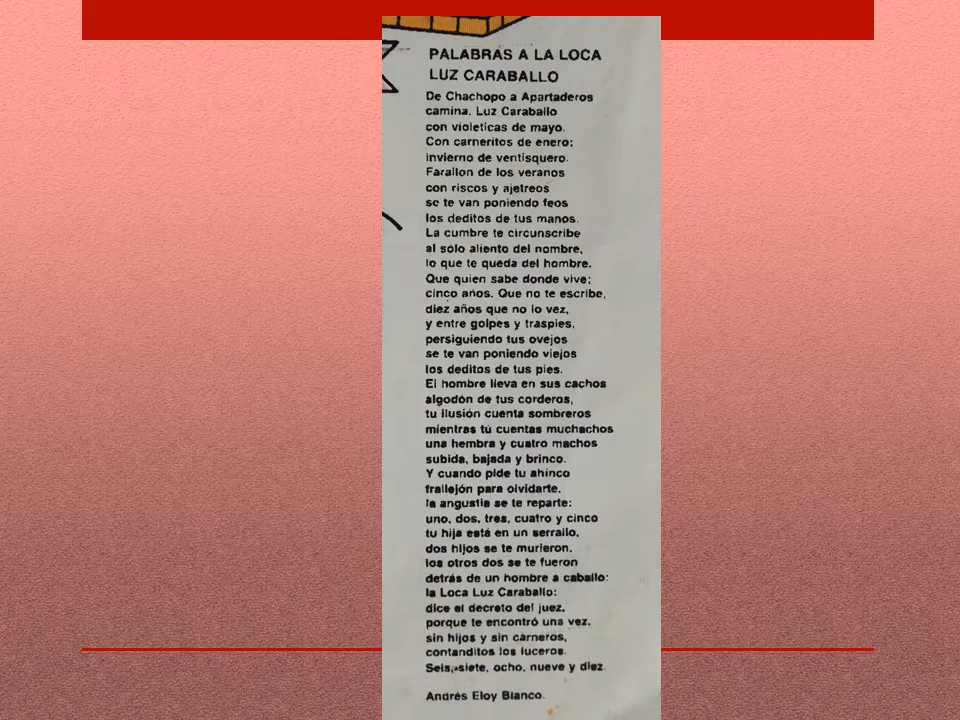 PALABRAS A LA LOCA
LUZ CARABALLO
De Chachopo a Apartaderos
camina, Luz Caraballo
con violeticas de mayo.
Con carneritos de enero;
invierno de ventisquero.
Farallon de los veranos
con riscos y ajetreos
se te van poniendo feos
los deditos de tus manos.
La cumbre te circunscribe
al sólo aliento del nombre,
lo que te queda del hombre.
Que quien sabe donde vive;
cinco años. Que no te escribe,
diez años que no lo vez,
y entre golpes y traspies,
persiguiendo tus ovejos
se te van poniendo viejos
los deditos de tus pies.
El hombre lleva en sus cachos
algodón de tus corderos,
tu ilusión cuenta sombreros
mientras tú cuentas muchachos
una hembra y cuatro machos
subida, bajada y brinco.
Y cuando pide tu ahinco
frailejón para olvidarte,
la angustia se te reparte:
uno, dos, tres, cuatro y cinco
tu hija está en un serrallo,
dos hijos se te murieron,
los otros dos se te fueron
detrás de un hombre a caballo:
la Loca Luz Caraballo:
dice el decreto del juez,
porque te encontró una vez,
sin hijos y sin carneros,
contanditos los luceros.
Seis, siete, ocho, nueve y diez.
Andrés Eloy Blanco.